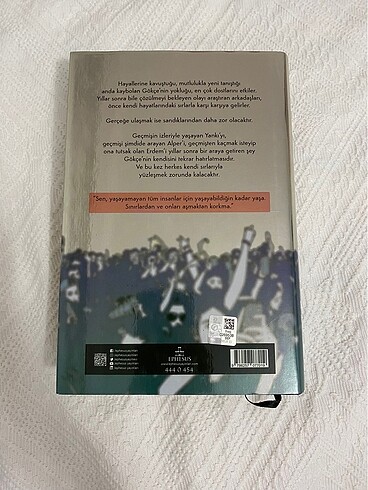 Hayallerine kavuştuğu, mutlulukla yeni tanıştığı
anda kaybolan Gökçe'nin yokluğu, en çok dostlarını etkiler.
Yıllar sonra bile çözülmeyi bekleyen olayı araştıran arkadaşları,
önce kendi hayatlarındaki sırlarla karşı karşıya gelirler.
Gerçeğe ulaşmak ise sandıklarından daha zor olacaktır.
Geçmişin izleriyle yaşayan Yankı'yı,
geçmişi şimdide arayan Alper'i, geçmişten kaçmak isteyip
ona tutsak olan Erdem'i yıllar sonra bir araya getiren şey
Gökçe'nin kendisini tekrar hatırlatmasıdır.
Ve bu kez herkes kendi sırlarıyla
yüzleşmek zorunda kalacaktır.
"Sen, yaşayamayan tüm insanlar için yaşayabildiğin kadar yaşa.
Sınırlardan ve onları aşmaktan korkma."
EPHESUS
444 0 454